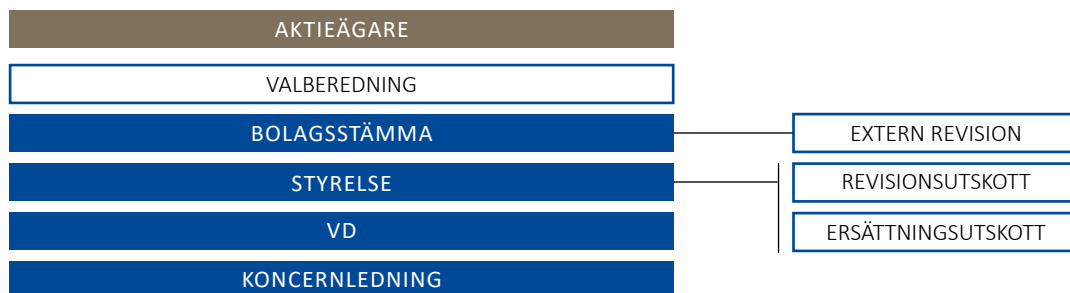 AKTIEÄGARE
VALBEREDNING
BOLAGSSTÄMMA
EXTERN REVISION
STYRELSE
REVISIONSUTSKOTT
VD
ERSÄTTNINGSUTSKOTT
KONCERNLEDNING